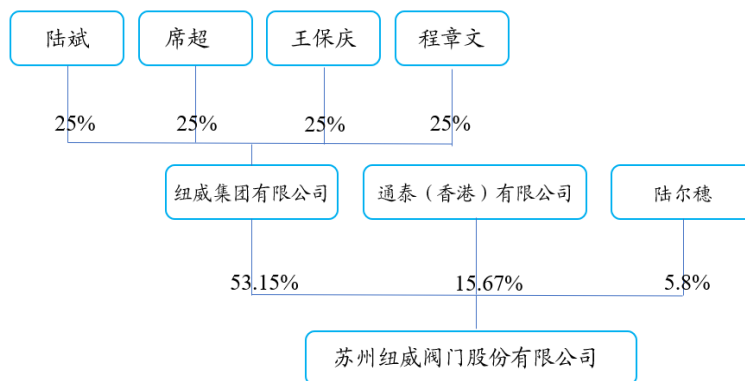 陆斌
席超
王保庆
程章文
25%
25%
25%
25%
纽威集团有限公司
通泰（香港）有限公司
陆尔穗
53.15%
15.67%
5.8%
苏州纽威阀门股份有限公司